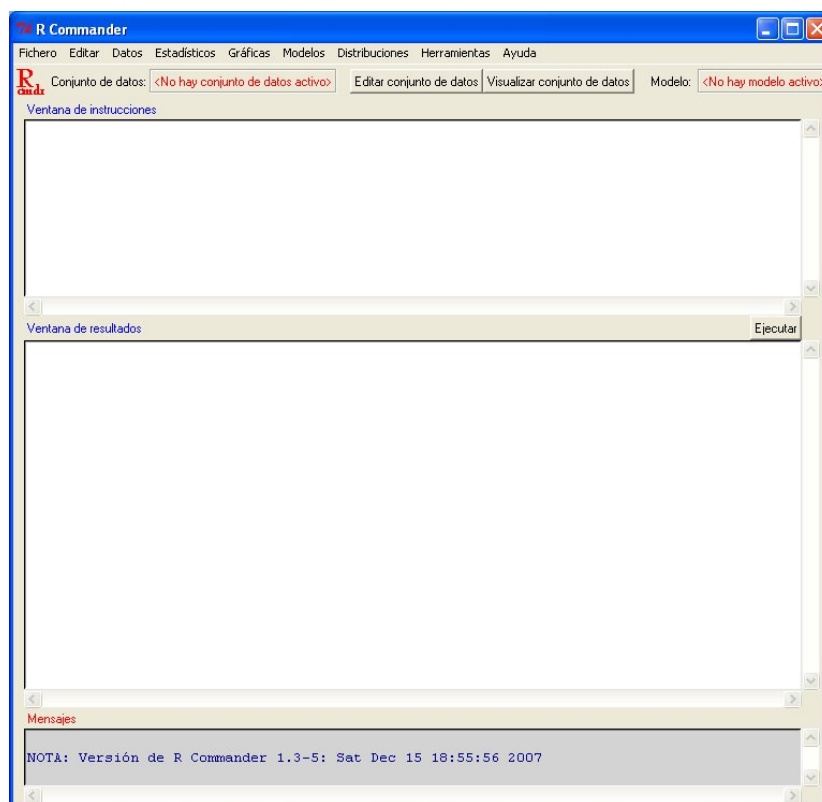 R Commander
Fichero Editar Datos Estadísticos Gráficas Modelos Distribuciones Herramientas Ayuda
R cmdr Conjunto de datos: <No hay conjunto de datos activo> Editar conjunto de datos Visualizar conjunto de datos Modelo: <No hay modelo activo>
Ventana de instrucciones
Ventana de resultados Ejecutar
Mensajes
NOTA: Versión de R Commander 1.3-5: Sat Dec 15 18:55:56 2007